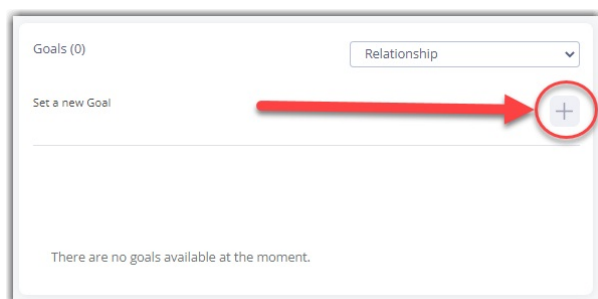 Goals (0)
Relationship
Set a new Goal
There are no goals available at the moment.